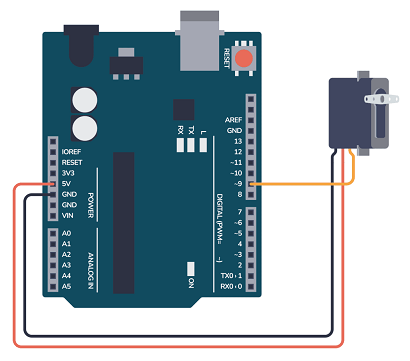 RESET
AREF
GND
13
12
~11
~10
~9
8
7
~6
~5
4
~3
2
TX0›1
RX0‹0
L
TX
RX
IOREF
RESET
3V3
5V
GND
GND
VIN
POWER
A0
A1
A2
A3
A4
A5
ANALOG IN
DIGITAL (PWM= ~)
ON